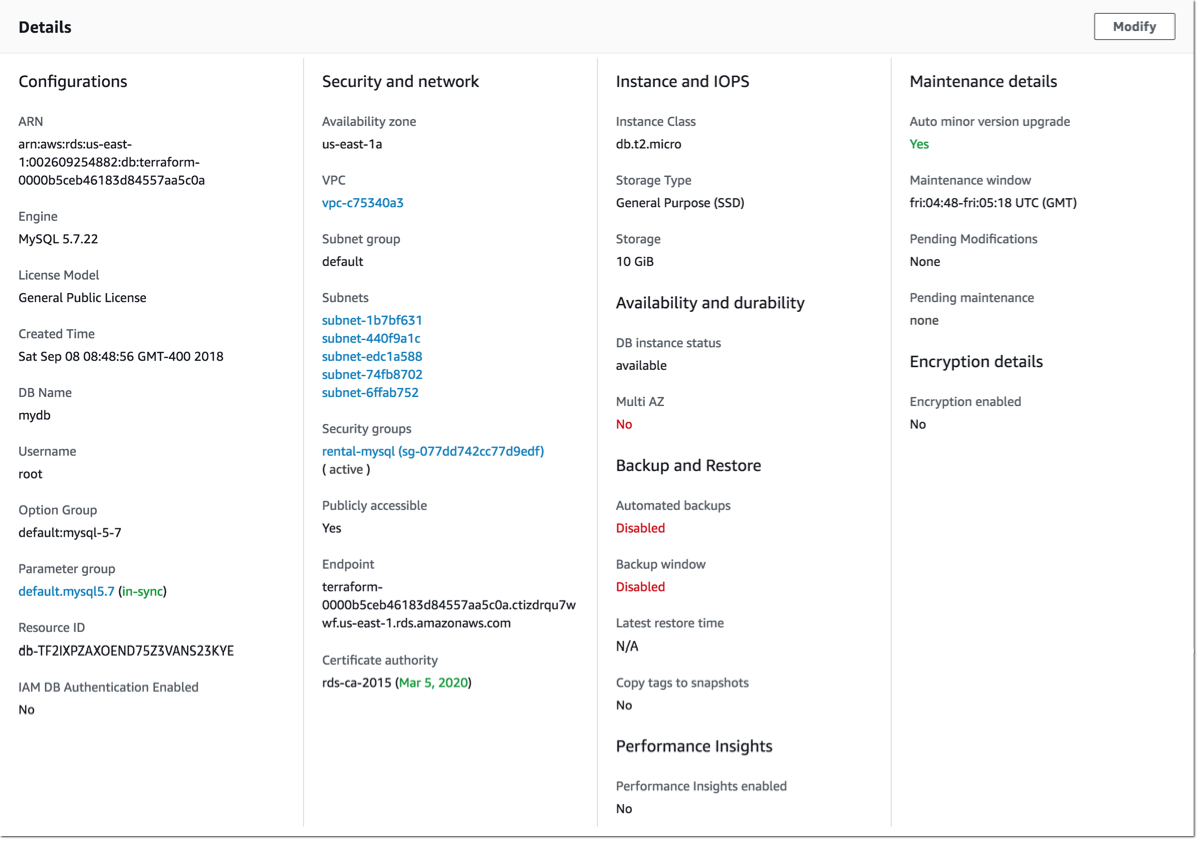 Details
Modify
Configurations
ARN
arn:aws:rds:us-east-
1:002609254882:db:terraform-
0000b5ceb46183d84557aa5c0a
Engine
MySQL 5.7.22
License Model
General Public License
Created Time
Sat Sep 08 08:48:56 GMT-400 2018
DB Name
mydb
Username
root
Option Group
default:mysql-5-7
Parameter group
default.mysql5.7 (in-sync)
Resource ID
db-TF2IXPZAXOEND75Z3VANS23KYE
IAM DB Authentication Enabled
No
Security and network
Availability zone
us-east-1a
VPC
vpc-c75340a3
Subnet group
default
Subnets
subnet-1b7bf631
subnet-440f9a1c
subnet-edc1a588
subnet-74fb8702
subnet-6ffab752
Security groups
rental-mysql (sg-077dd742cc77d9edf)
( active )
Publicly accessible
Yes
Endpoint
terraform-
0000b5ceb46183d84557aa5c0a.ctizdrqu7w
wf.us-east-1.rds.amazonaws.com
Certificate authority
rds-ca-2015 (Mar 5, 2020)
Instance and IOPS
Instance Class
db.t2.micro
Storage Type
General Purpose (SSD)
Storage
10 GiB
Availability and durability
DB instance status
available
Multi AZ
No
Backup and Restore
Automated backups
Disabled
Backup window
Disabled
Latest restore time
N/A
Copy tags to snapshots
No
Performance Insights
Performance Insights enabled
No
Maintenance details
Auto minor version upgrade
Yes
Maintenance window
fri:04:48-fri:05:18 UTC (GMT)
Pending Modifications
None
Pending maintenance
none
Encryption details
Encryption enabled
No